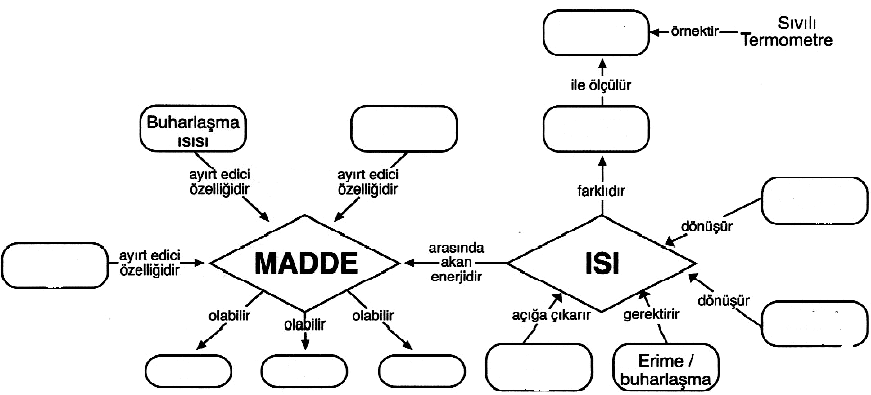 Sıvılı
örnektir
Termometre
ile ölçülür
Buharlaşma
ısısı
ayırt edici
özelliğidir
ayırt edici
özelliğidir
farklıdır
dönüşür
ayırt edici
özelliğidir
MADDE
arasında
akan
enerjidir
ISI
dönüşür
olabilir
olabilir
olabilir
açığa çıkarır
gerektirir
Erime /
buharlaşma